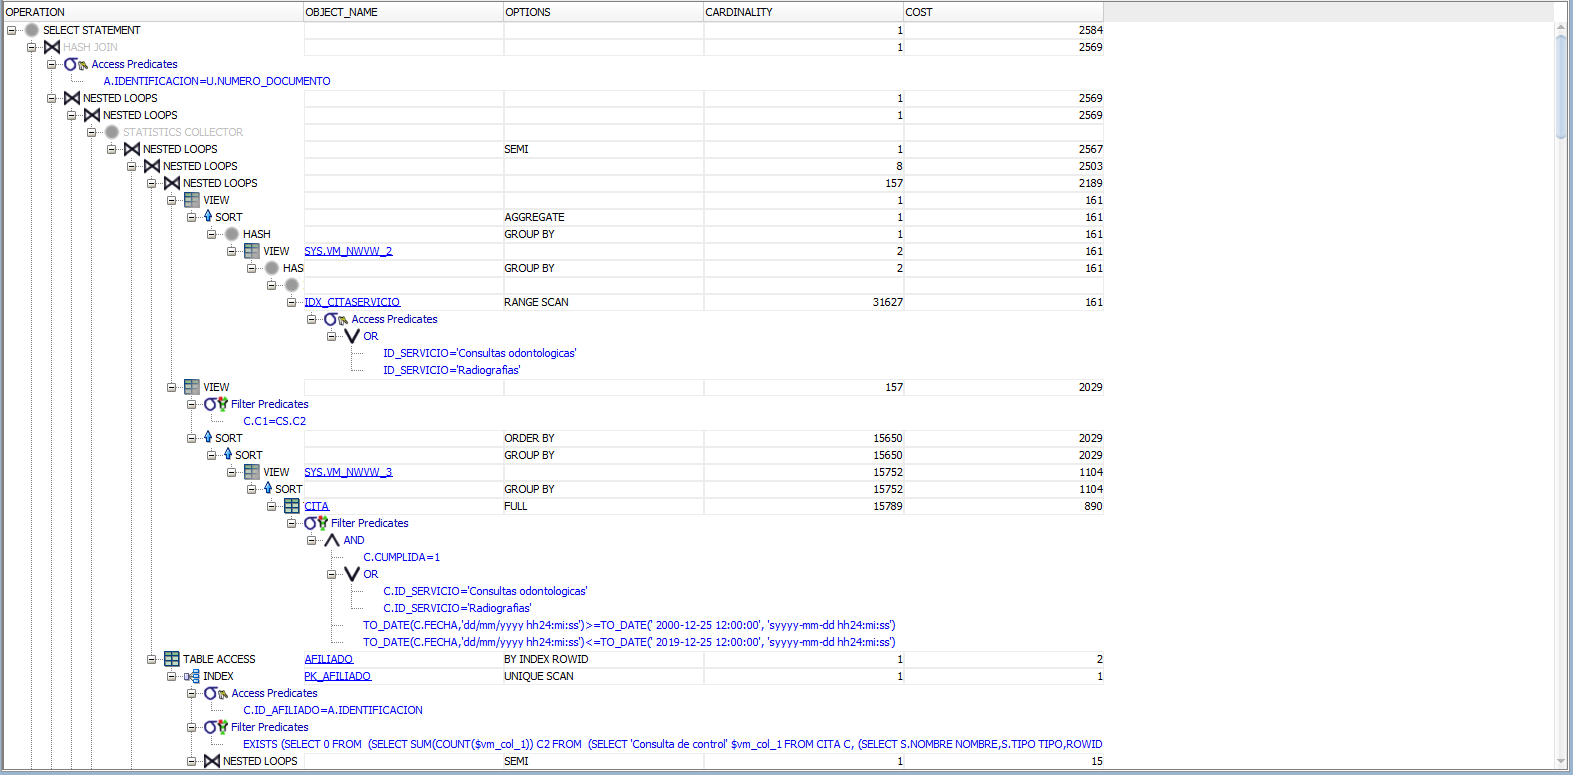 OPERATION OBJECT_NAME OPTIONS CARDINALITY COST
SELECT STATEMENT 1 2584
HASH JOIN 1 2569
Access Predicates
A.IDENTIFICACION=U.NUMERO_DOCUMENTO
NESTED LOOPS 1 2569
NESTED LOOPS 1 2569
STATISTICS COLLECTOR
NESTED LOOPS SEMI 1 2567
NESTED LOOPS 8 2503
NESTED LOOPS 157 2189
VIEW 1 161
SORT AGGREGATE 1 161
HASH GROUP BY 1 161
VIEW SYS.VM_NWVW_2 2 161
HAS GROUP BY 2 161
IDX_CITASERVICIO RANGE SCAN 31627 161
Access Predicates
OR
ID_SERVICIO='Consultas odontologicas'
ID_SERVICIO='Radiografias'
VIEW 157 2029
Filter Predicates
C.C1=CS.C2
SORT ORDER BY 15650 2029
SORT GROUP BY 15650 2029
VIEW SYS.VM_NWVW_3 15752 1104
SORT GROUP BY 15752 1104
CITA FULL 15789 890
Filter Predicates
AND
C.CUMPLIDA=1
OR
C.ID_SERVICIO='Consultas odontologicas'
C.ID_SERVICIO='Radiografias'
TO_DATE(C.FECHA,'dd/mm/yyyy hh24:mi:ss')>=TO_DATE(' 2000-12-25 12:00:00', 'syyyy-mm-dd hh24:mi:ss')
TO_DATE(C.FECHA,'dd/mm/yyyy hh24:mi:ss')<=TO_DATE(' 2019-12-25 12:00:00', 'syyyy-mm-dd hh24:mi:ss')
TABLE ACCESS AFILIADO BY INDEX ROWID 1 2
INDEX PK_AFILIADO UNIQUE SCAN 1 1
Access Predicates
C.ID_AFILIADO=A.IDENTIFICACION
Filter Predicates
EXISTS (SELECT 0 FROM (SELECT SUM(COUNT($vm_col_1)) C2 FROM (SELECT 'Consulta de control' $vm_col_1 FROM CITA C, (SELECT S.NOMBRE NOMBRE,S.TIPO TIPO,ROWID
NESTED LOOPS SEMI 1 15